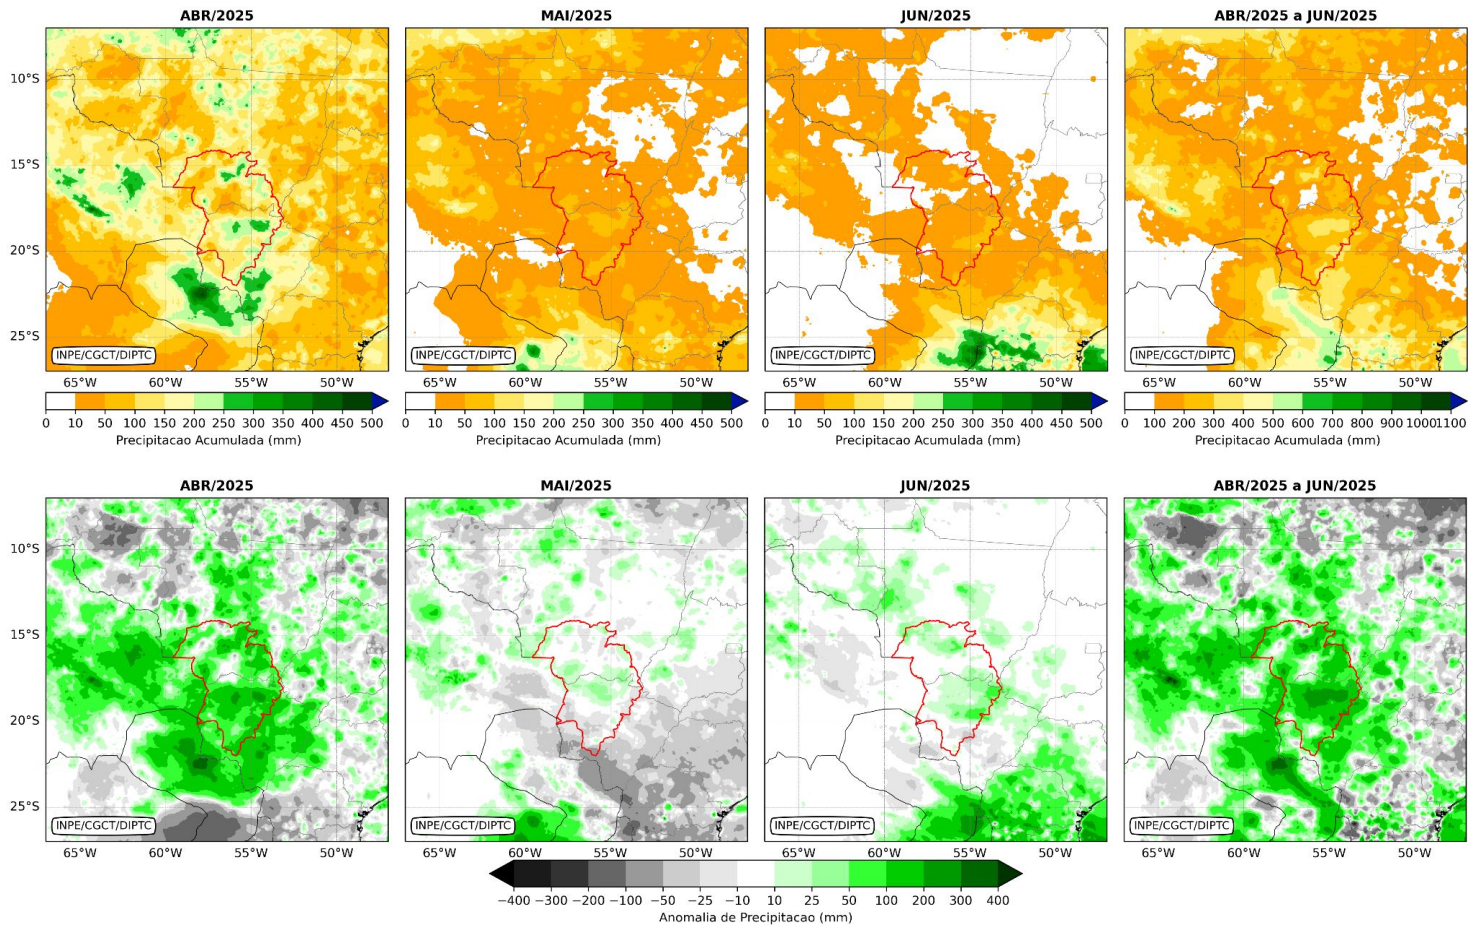 ABR/2025 MAI/2025 JUN/2025 ABR/2025 a JUN/2025
10°S
15°S
20°S
25°S
INPE/CGCT/DIPTC INPE/CGCT/DIPTC INPE/CGCT/DIPTC INPE/CGCT/DIPTC
65°W 60°W 55°W 50°W 65°W 60°W 55°W 50°W 65°W 60°W 55°W 50°W 65°W 60°W 55°W 50°W
0 10 50 100 150 200 250 300 350 400 450 500 0 10 50 100 150 200 250 300 350 400 450 500 0 10 50 100 150 200 250 300 350 400 450 500 0 100 200 300 400 500 600 700 800 900 1000 1100
Precipitacao Acumulada (mm) Precipitacao Acumulada (mm) Precipitacao Acumulada (mm) Precipitacao Acumulada (mm)
ABR/2025 MAI/2025 JUN/2025 ABR/2025 a JUN/2025
10°S
15°S
20°S
25°S
INPE/CGCT/DIPTC INPE/CGCT/DIPTC INPE/CGCT/DIPTC INPE/CGCT/DIPTC
65°W 60°W 55°W 50°W 65°W 60°W 55°W 50°W 65°W 60°W 55°W 50°W 65°W 60°W 55°W 50°W
−400 −300 −200 −100 −50 −25 −10 10 25 50 100 200 300 400
Anomalia de Precipitacao (mm)